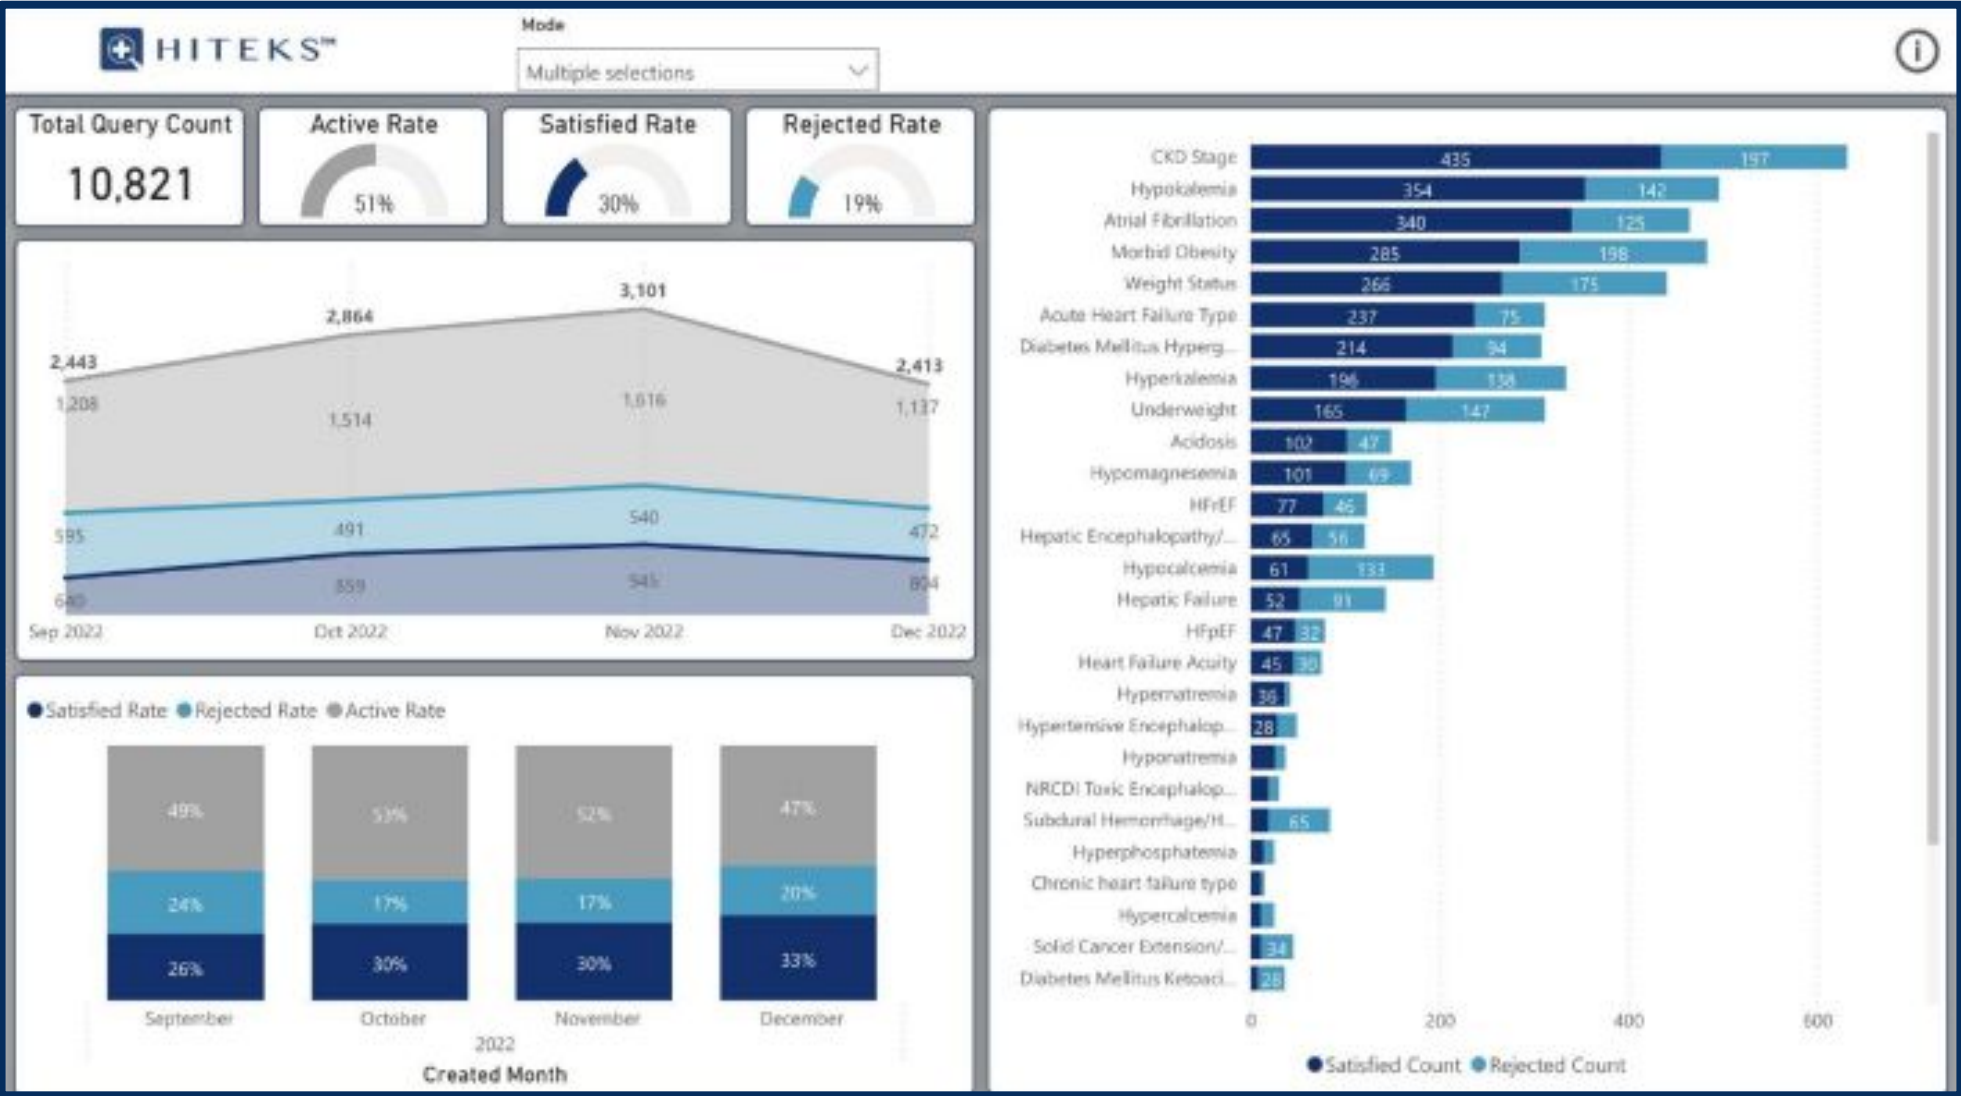 HITEKS™
Mode
Multiple selections
i
Total Query Count
10,821
Active Rate
51%
Satisfied Rate
30%
Rejected Rate
19%
2,443
2,864
3,101
2,413
1,208
1,514
1,616
1,137
595
491
540
472
640
859
945
804
Sep 2022
Oct 2022
Nov 2022
Dec 2022
Satisfied Rate
Rejected Rate
Active Rate
49%
53%
52%
47%
24%
17%
17%
20%
26%
30%
30%
33%
September
October
November
December
2022
Created Month
CKD Stage 435 197
Hypokalemia 354 142
Atrial Fibrillation 340 125
Morbid Obesity 285 198
Weight Status 266 175
Acute Heart Failure Type 237 75
Diabetes Mellitus Hyperg... 214 94
Hyperkalemia 196 138
Underweight 165 147
Acidosis 102 47
Hypomagnesemia 101 69
HFrEF 77 46
Hepatic Encephalopathy/... 65 56
Hypocalcemia 61 133
Hepatic Failure 52 91
HFpEF 47 32
Heart Failure Acuity 45 30
Hypernatremia 36
Hypertensive Encephalop... 28
Hyponatremia
NRCDI Toxic Encephalop...
Subdural Hemorrhage/H... 65
Hyperphosphatemia
Chronic heart failure type
Hypercalcemia
Solid Cancer Extension/... 34
Diabetes Mellitus Ketoaci... 28
0 200 400 600
Satisfied Count Rejected Count